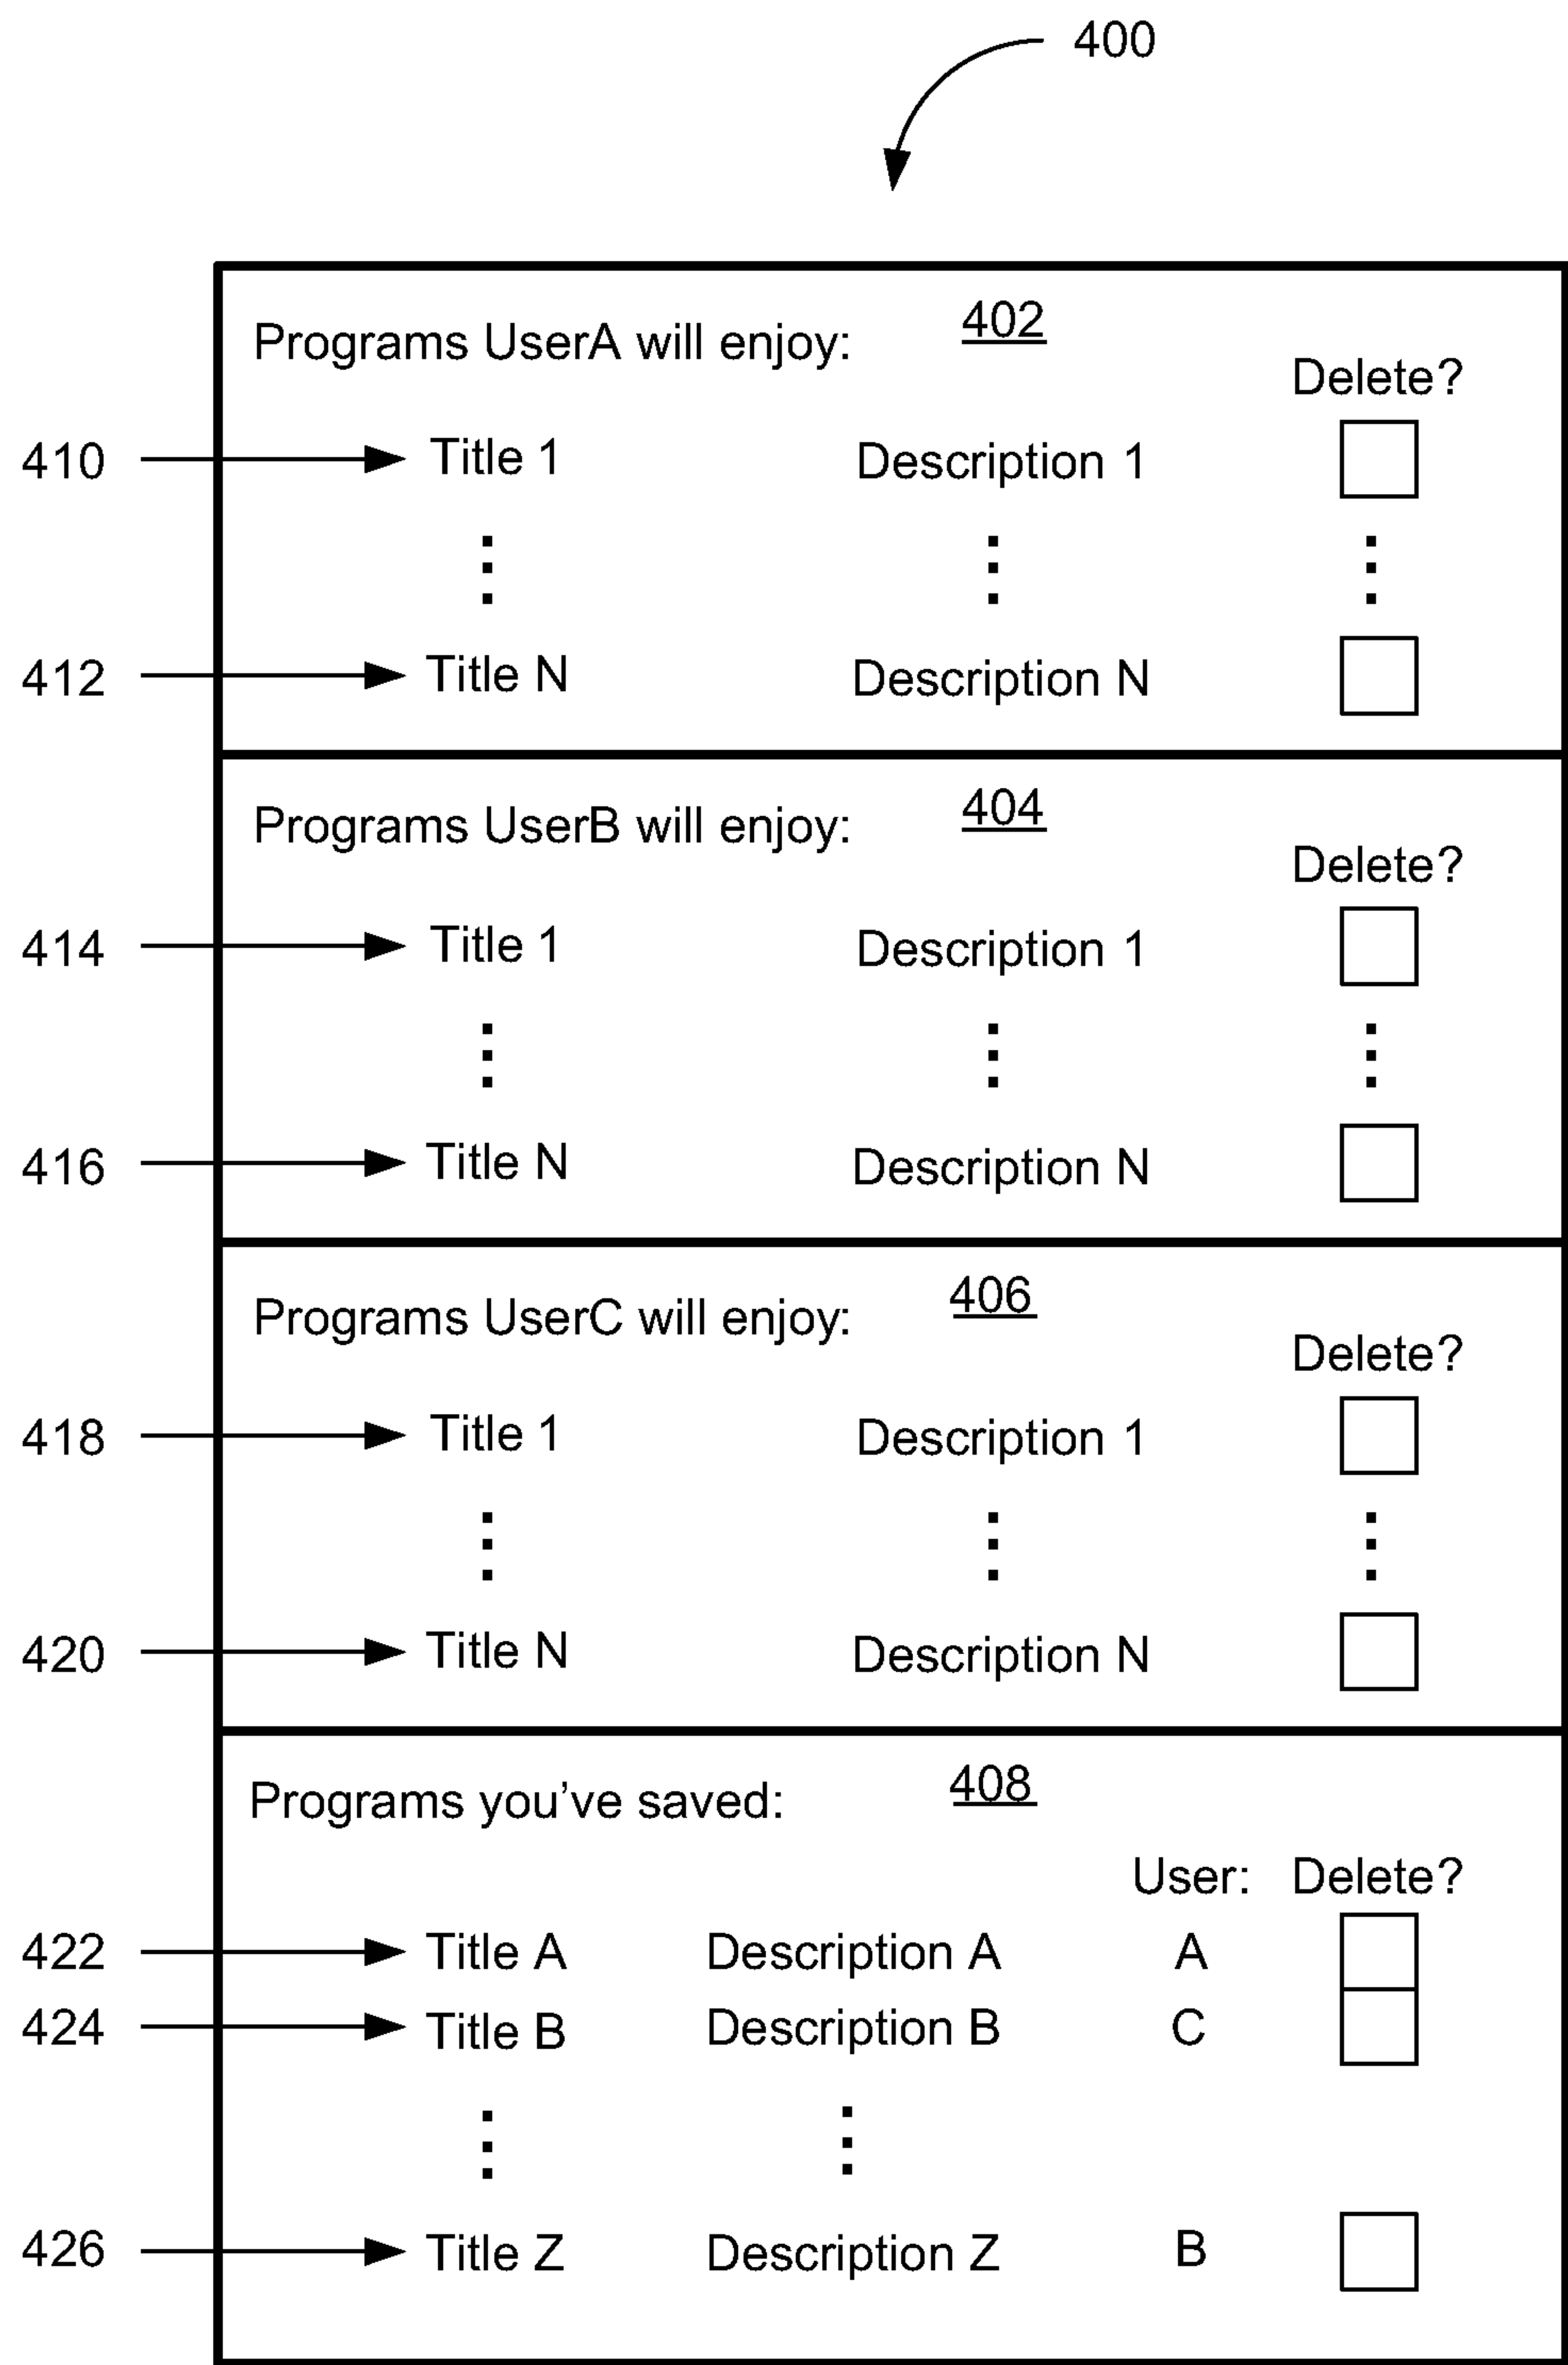 400
Programs UserA will enjoy: 402
Delete?
410 Title 1 Description 1
412 Title N Description N
Programs UserB will enjoy: 404
Delete?
414 Title 1 Description 1
416 Title N Description N
Programs UserC will enjoy: 406
Delete?
418 Title 1 Description 1
420 Title N Description N
Programs you’ve saved: 408
User: Delete?
422 Title A Description A A
424 Title B Description B C
426 Title Z Description Z B